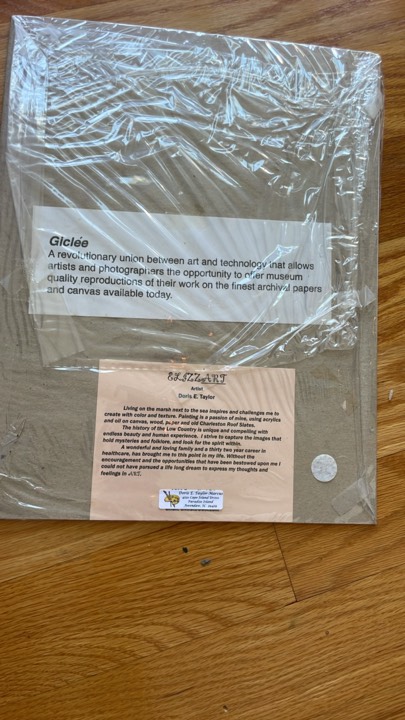 Giclée
A revolutionary union between art and technology that allows
artists and photographers the opportunity to offer museum
quality reproductions of their work on the finest archival papers
and canvas available today.
ELIZZART
Artist
Doris E. Taylor
Living on the marsh next to the sea inspires and challenges me to
create with color and texture. Painting is a passion of mine, using acrylics
and oil on canvas, wood, paper and old Charleston Roof Slates.
The history of the Low Country is unique and compelling with
endless beauty and human experience. I strive to capture the images that
hold mysteries and folklore, and look for the spirit within.
A wonderful and loving family and a thirty two year career in
healthcare, has brought me to this point in my life. Without the
encouragement and the opportunities that have been bestowed upon me I
could not have pursued a life long dream to express my thoughts and
feelings in ART.
Doris E. Taylor
Paradise Island